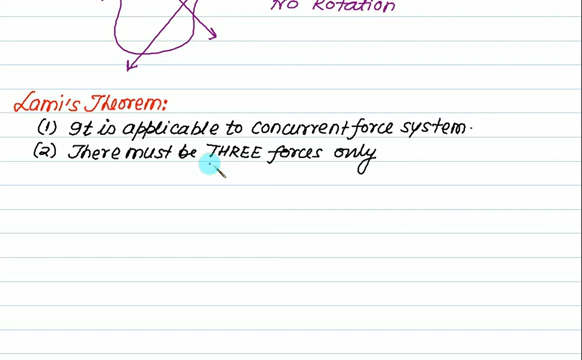 No Rotation
Lami's Theorem:
(1) It is applicable to concurrent force system.
(2) There must be THREE forces only